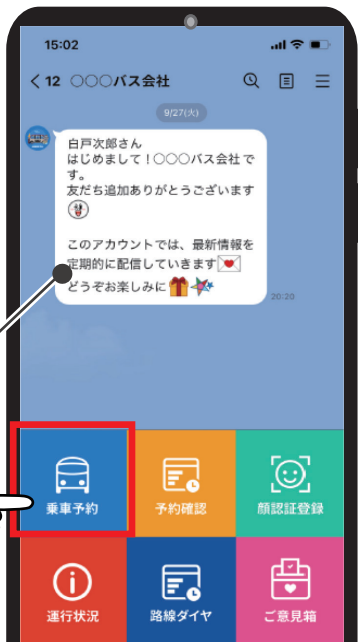 15:02
12 ○○○バス会社
9/27(火)
白戸次郎さん
はじめまして！○○○バス会社で
す。
友だち追加ありがとうございます
このアカウントでは、最新情報を
定期的に配信していきます
どうぞお楽しみに
20:20
乗車予約
予約確認
顔認証登録
運行状況
路線ダイヤ
ご意見箱